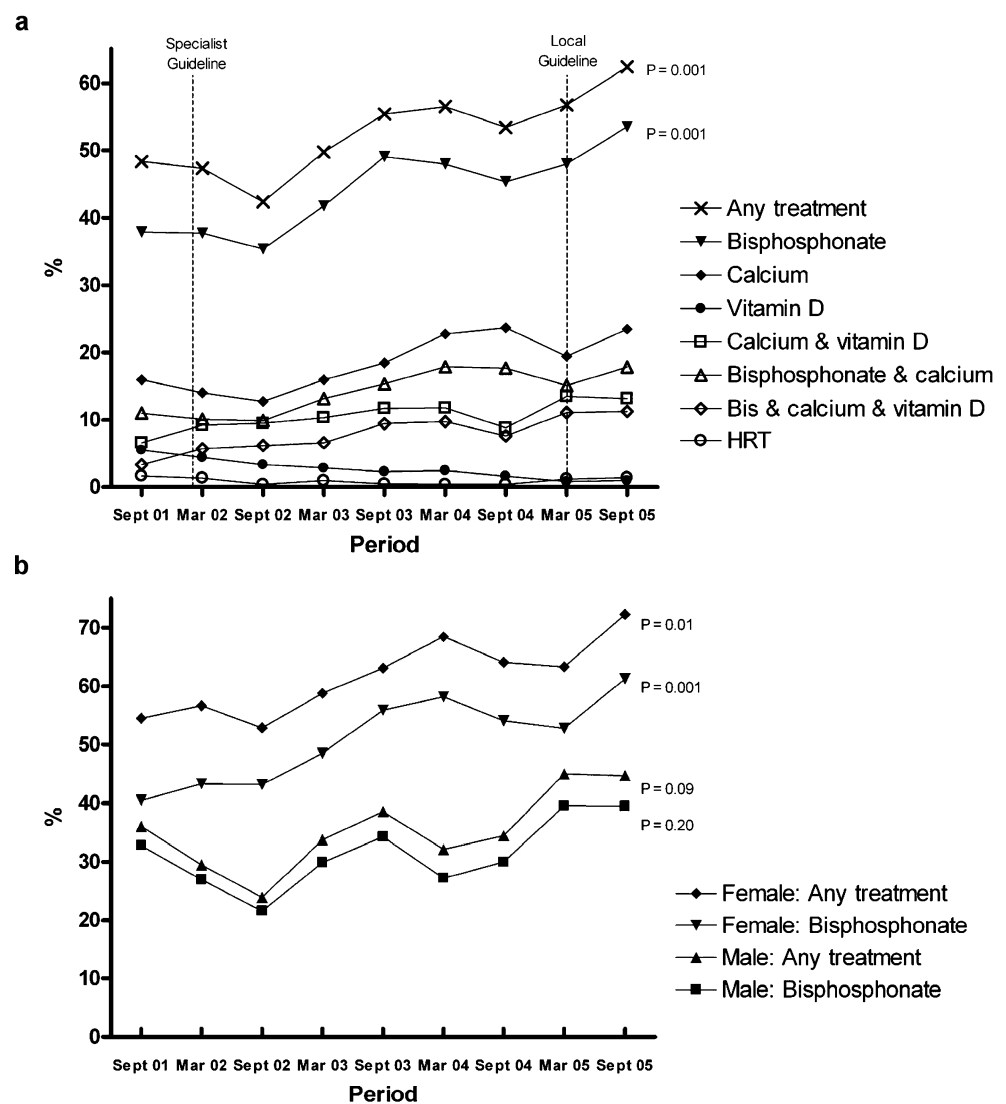 a
Specialist
Guideline
Local
Guideline
60
50
40
30
20
10
0
%
P = 0.001
P = 0.001
Any treatment
Bisphosphonate
Calcium
Vitamin D
Calcium & vitamin D
Bisphosphonate & calcium
Bis & calcium & vitamin D
HRT
Sept 01 Mar 02 Sept 02 Mar 03 Sept 03 Mar 04 Sept 04 Mar 05 Sept 05
Period
b
70
60
50
40
30
20
10
0
%
P = 0.01
P = 0.001
P = 0.09
P = 0.20
Female: Any treatment
Female: Bisphosphonate
Male: Any treatment
Male: Bisphosphonate
Sept 01 Mar 02 Sept 02 Mar 03 Sept 03 Mar 04 Sept 04 Mar 05 Sept 05
Period